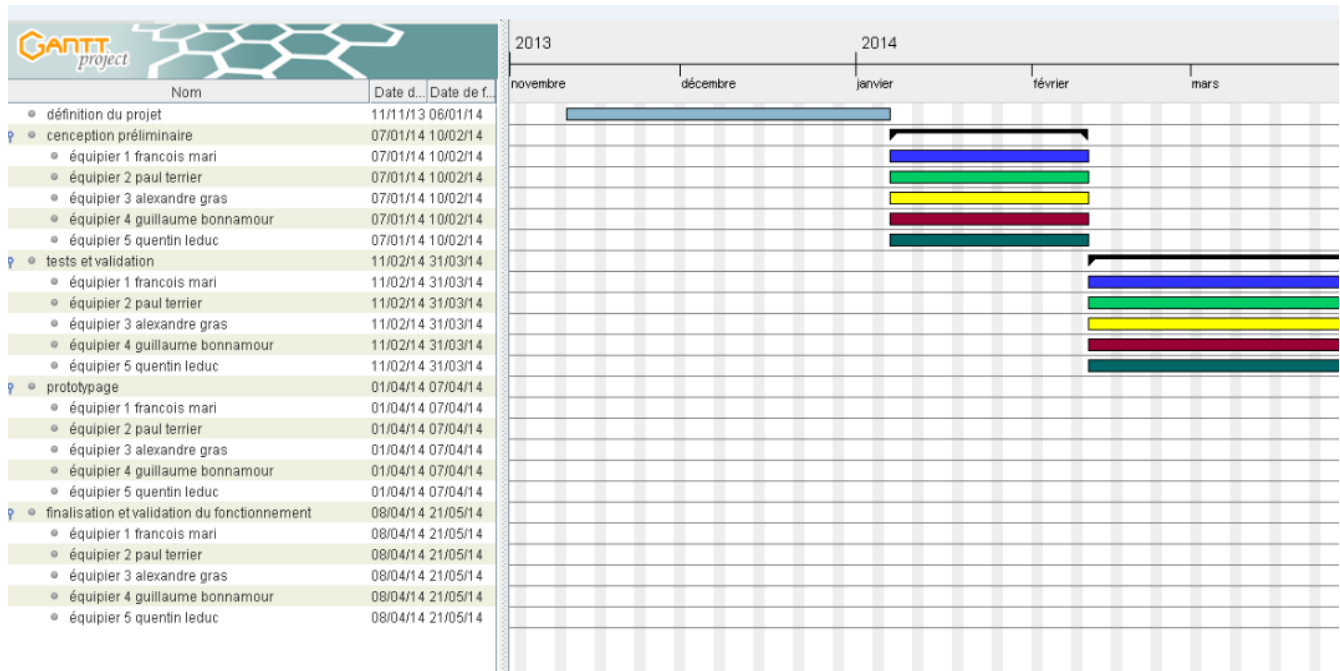 GANTT
project
2013 2014
novembre décembre janvier février mars
Nom Date d... Date de f...
définition du projet 11/11/13 06/01/14
cenception préliminaire 07/01/14 10/02/14
équipier 1 francois mari 07/01/14 10/02/14
équipier 2 paul terrier 07/01/14 10/02/14
équipier 3 alexandre gras 07/01/14 10/02/14
équipier 4 guillaume bonnamour 07/01/14 10/02/14
équipier 5 quentin leduc 07/01/14 10/02/14
tests et validation 11/02/14 31/03/14
équipier 1 francois mari 11/02/14 31/03/14
équipier 2 paul terrier 11/02/14 31/03/14
équipier 3 alexandre gras 11/02/14 31/03/14
équipier 4 guillaume bonnamour 11/02/14 31/03/14
équipier 5 quentin leduc 11/02/14 31/03/14
prototypage 01/04/14 07/04/14
équipier 1 francois mari 01/04/14 07/04/14
équipier 2 paul terrier 01/04/14 07/04/14
équipier 3 alexandre gras 01/04/14 07/04/14
équipier 4 guillaume bonnamour 01/04/14 07/04/14
équipier 5 quentin leduc 01/04/14 07/04/14
finalisation et validation du fonctionnement 08/04/14 21/05/14
équipier 1 francois mari 08/04/14 21/05/14
équipier 2 paul terrier 08/04/14 21/05/14
équipier 3 alexandre gras 08/04/14 21/05/14
équipier 4 guillaume bonnamour 08/04/14 21/05/14
équipier 5 quentin leduc 08/04/14 21/05/14